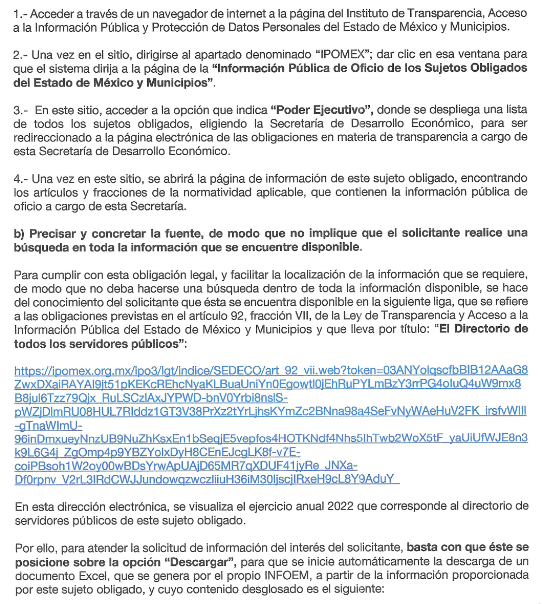 1.- Acceder a través de un navegador de internet a la página del Instituto de Transparencia, Acceso
a la Información Pública y Protección de Datos Personales del Estado de México y Municipios.
2.- Una vez en el sitio, dirigirse al apartado denominado “IPOMEX”; dar clic en esa ventana para
que el sistema dirija a la página de la “Información Pública de Oficio de los Sujetos Obligados
del Estado de México y Municipios”.
3.- En este sitio, acceder a la opción que indica “Poder Ejecutivo”, donde se despliega una lista
de todos los sujetos obligados, eligiendo la Secretaría de Desarrollo Económico, para ser
redireccionado a la página electrónica de las obligaciones en materia de transparencia a cargo de
esta Secretaría de Desarrollo Económico.
4.- Una vez en este sitio, se abrirá la página de información de este sujeto obligado, encontrando
los artículos y fracciones de la normatividad aplicable, que contienen la información pública de
oficio a cargo de esta Secretaría.
b) Precisar y concretar la fuente, de modo que no implique que el solicitante realice una
búsqueda en toda la información que se encuentre disponible.
Para cumplir con esta obligación legal, y facilitar la localización de la información que se requiere,
de modo que no deba hacerse una búsqueda dentro de toda la información disponible, se hace
del conocimiento del solicitante que ésta se encuentra disponible en la siguiente liga, que se refiere
a las obligaciones previstas en el artículo 92, fracción VII, de la Ley de Transparencia y Acceso a la
Información Pública del Estado de México y Municipios y que lleva por título: “El Directorio de
todos los servidores públicos”:
https://ipomex.org.mx/ipo3/lgt/indice/SEDECO/art_92_vii.web?token=
En esta dirección electrónica, se visualiza el ejercicio anual 2022 que corresponde al directorio de
servidores públicos de este sujeto obligado.
Por ello, para atender la solicitud de información del interés del solicitante, basta con que éste se
posicione sobre la opción “Descargar”, para que se inicie automáticamente la descarga de un
documento Excel, que se genera por el propio INFOEM, a partir de la información proporcionada
por este sujeto obligado, y cuyo contenido desglosado es el siguiente: